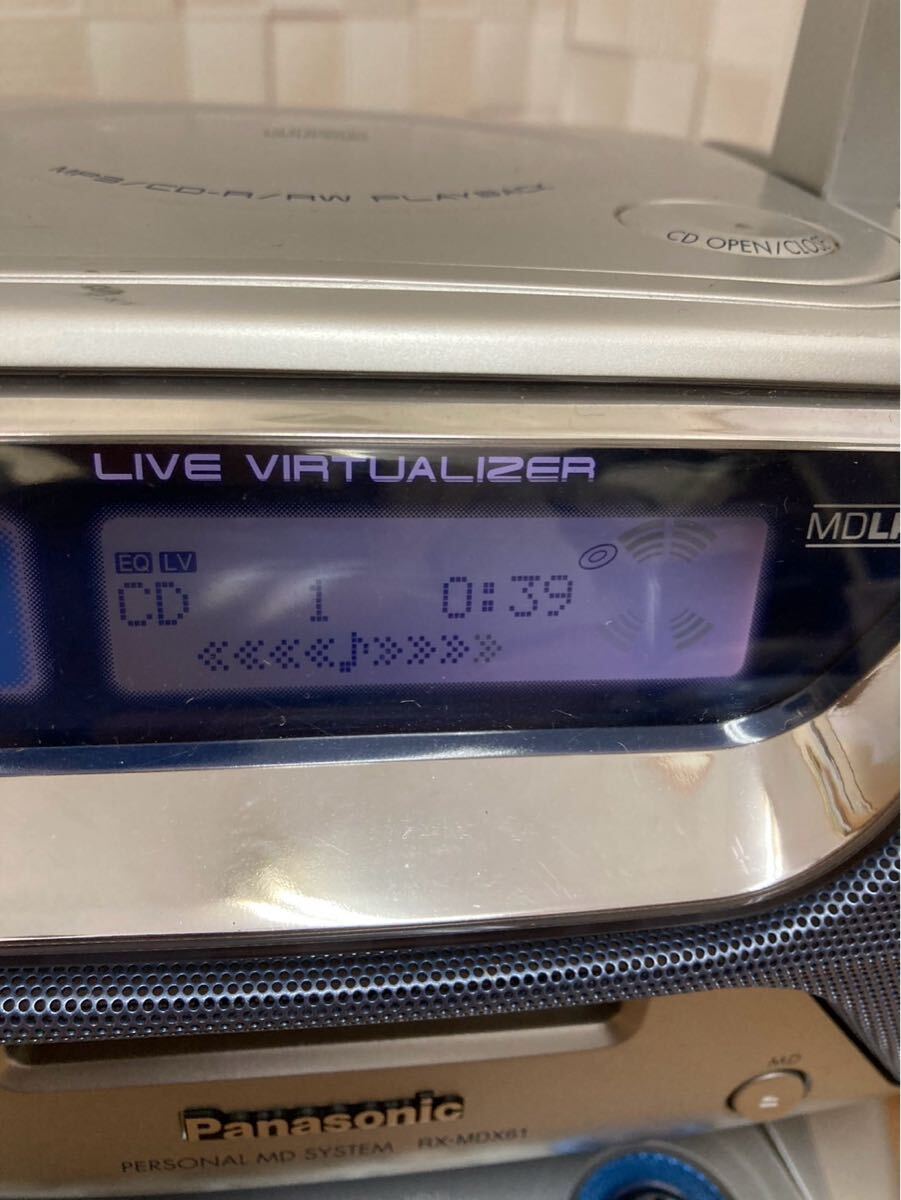 MP3/CD-R/RW PLAYBACK
CD OPEN/CLOSE
LIVE VIRTUALIZER
EQ LV
CD 1 0:39
MD
Panasonic
PERSONAL MD SYSTEM RX-MDX61